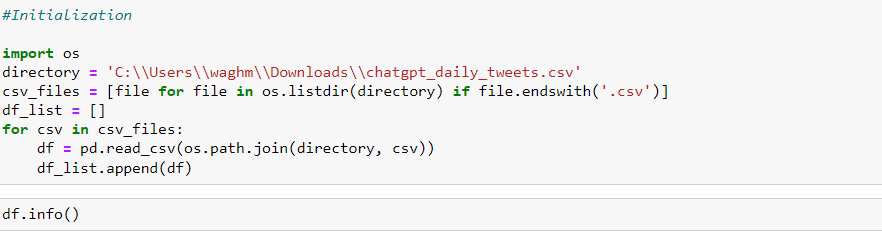 #Initialization
import os
directory = 'C:\\Users\\waghm\\Downloads\\chatgpt_daily_tweets.csv'
csv_files = [file for file in os.listdir(directory) if file.endswith('.csv')]
df_list = []
for csv in csv_files:
    df = pd.read_csv(os.path.join(directory, csv))
    df_list.append(df)
df.info()